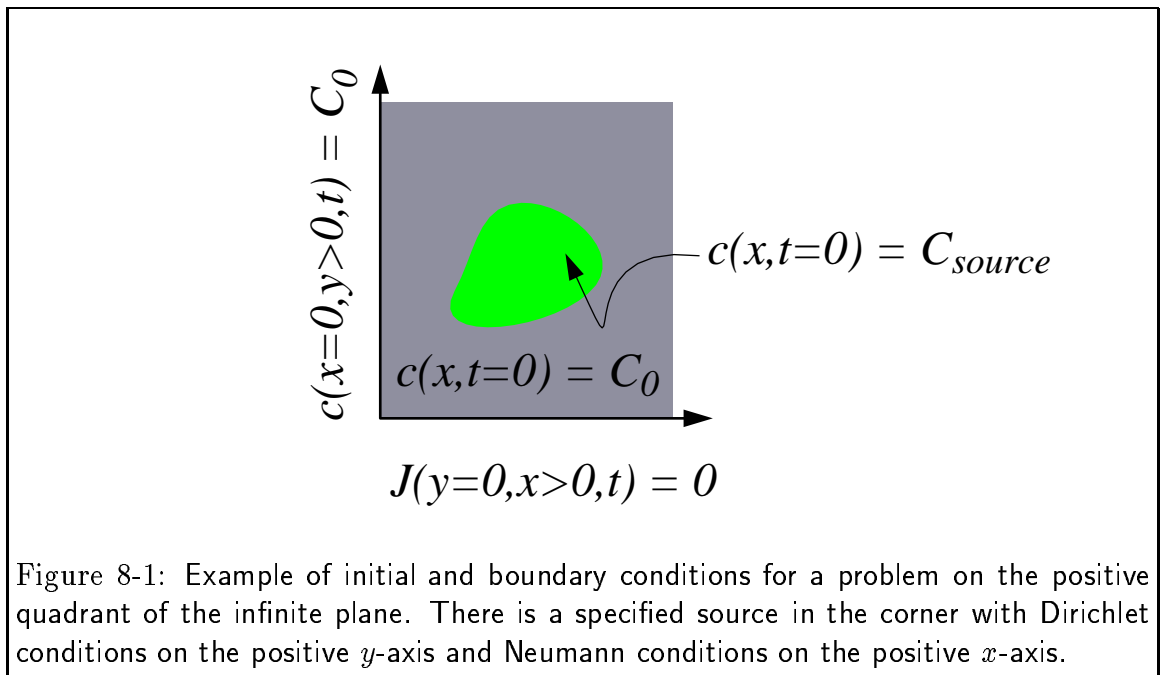 c(x=0,y>0,t) = C₀
c(x,t=0) = C_source
c(x,t=0) = C₀
J(y=0,x>0,t) = 0
Figure 8-1: Example of initial and boundary conditions for a problem on the positive
quadrant of the infinite plane. There is a specified source in the corner with Dirichlet
conditions on the positive y-axis and Neumann conditions on the positive x-axis.